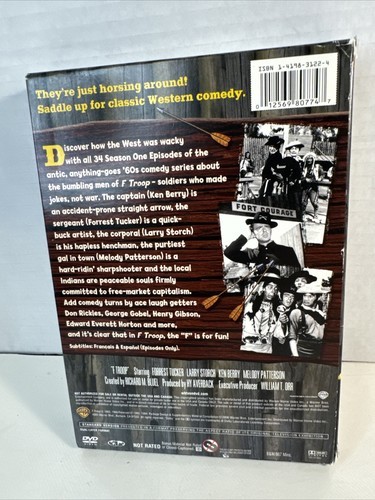 They're just horsing around!
Saddle up for classic Western comedy.
ISBN 1-4198-3122-4
0 12569 80774 7
Discover how the West was wacky
with all 34 Season One Episodes of the
antic, anything-goes '60s comedy series about
the bumbling men of F Troop - soldiers who made
jokes, not war. The captain (Ken Berry) is
an accident-prone straight arrow, the
sergeant (Forrest Tucker) is a quick-
buck artist, the corporal (Larry Storch)
is his hapless henchman, the purtiest
gal in town (Melody Patterson) is a
hard-ridin' sharpshooter and the local
Indians are peaceful souls firmly
committed to free-market capitalism.
Add comedy turns by ace laugh getters
Don Rickles, George Gobel, Henry Gibson,
Edward Everett Horton and more,
and it's clear that in F Troop, the "F" is for fun!
Subtitles: Français & Español (Episodes Only).
FORT COURAGE
"F TROOP" Starring FORREST TUCKER LARRY STORCH KEN BERRY MELODY PATTERSON
Created by RICHARD M. BLUEL Produced by HY AVERBACK Executive Producer WILLIAM T. ORR
DVD
NOT RATED